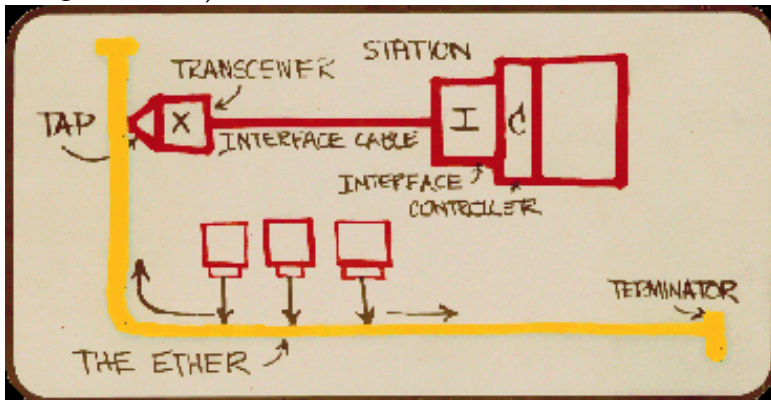 STATION
TRANSCEIVER
TAP
X
I
C
INTERFACE CABLE
INTERFACE
CONTROLLER
TERMINATOR
THE ETHER